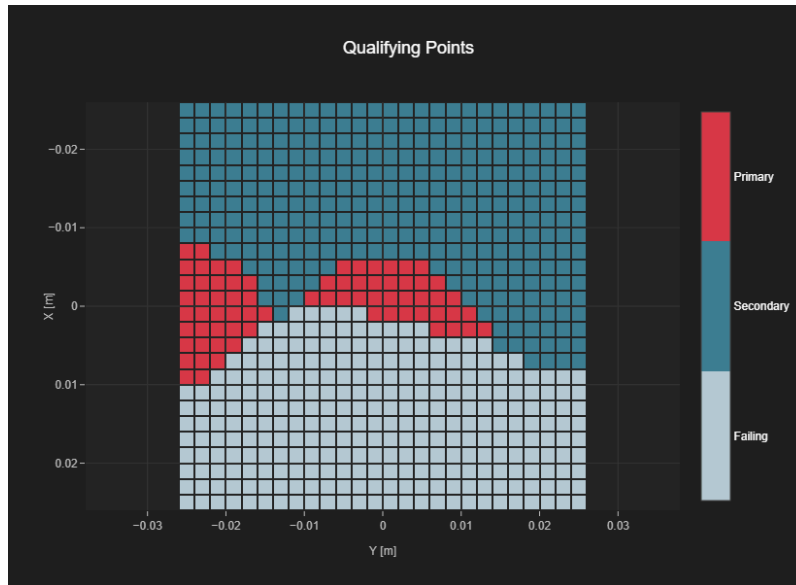 Qualifying Points
−0.02
−0.01
0
0.01
0.02
X [m]
−0.03
−0.02
−0.01
0
0.01
0.02
0.03
Y [m]
Primary
Secondary
Failing